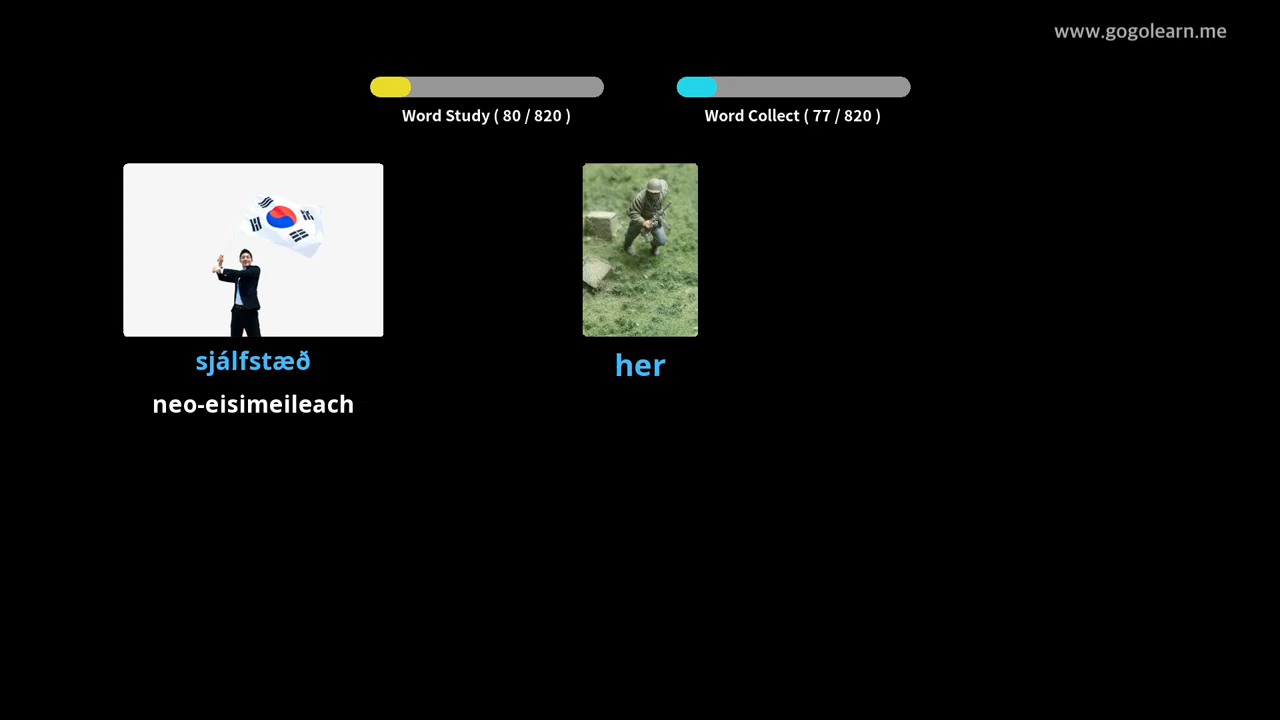 www.gogolearn.me
Word Study ( 80 / 820 )
Word Collect ( 77 / 820 )
sjálfstæð
her
neo-eisimeileach